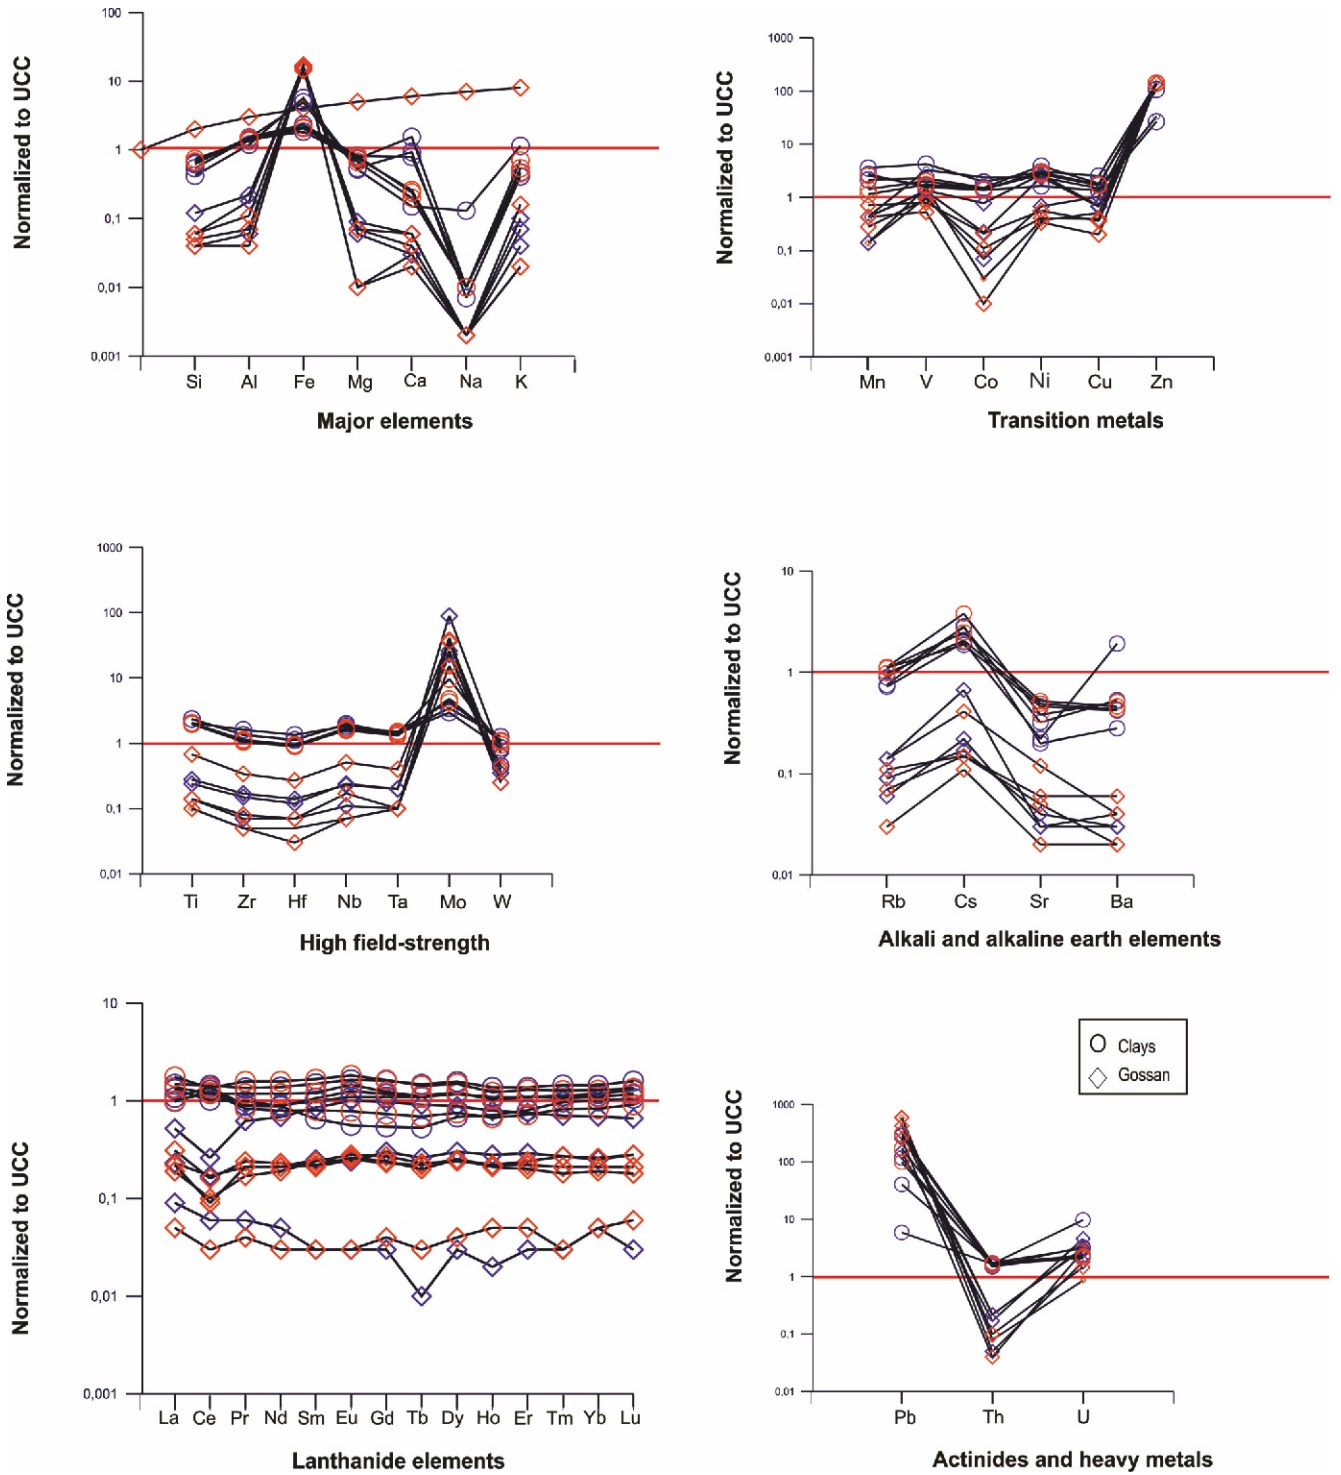 Normalized to UCC
100
10
1
0,1
0,01
0,001
Si Al Fe Mg Ca Na K
Major elements
Normalized to UCC
1000
100
10
1
0,1
0,01
0,001
Mn V Co Ni Cu Zn
Transition metals
Normalized to UCC
1000
100
10
1
0,1
0,01
Ti Zr Hf Nb Ta Mo W
High field-strength
Normalized to UCC
10
1
0,1
0,01
Rb Cs Sr Ba
Alkali and alkaline earth elements
Normalized to UCC
10
1
0,1
0,01
0,001
La Ce Pr Nd Sm Eu Gd Tb Dy Ho Er Tm Yb Lu
Lanthanide elements
Clays
Gossan
Normalized to UCC
1000
100
10
1
0,1
0,01
Pb Th U
Actinides and heavy metals